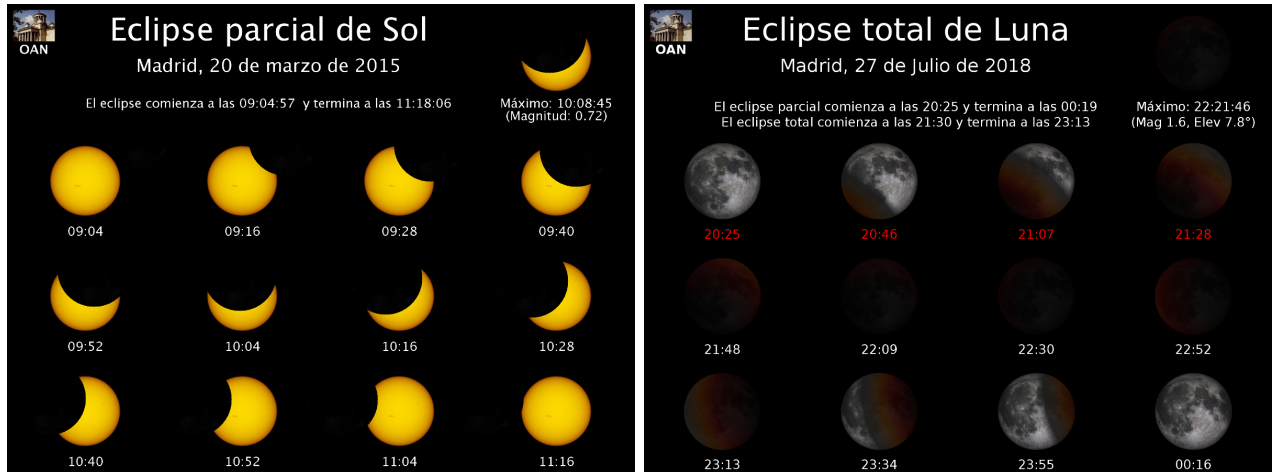 OAN
Eclipse parcial de Sol
Madrid, 20 de marzo de 2015
El eclipse comienza a las 09:04:57 y termina a las 11:18:06
Máximo: 10:08:45
(Magnitud: 0.72)
09:04
09:16
09:28
09:40
09:52
10:04
10:16
10:28
10:40
10:52
11:04
11:16
OAN
Eclipse total de Luna
Madrid, 27 de Julio de 2018
El eclipse parcial comienza a las 20:25 y termina a las 00:19
El eclipse total comienza a las 21:30 y termina a las 23:13
Máximo: 22:21:46
(Mag 1.6, Elev 7.8°)
20:25
20:46
21:07
21:28
21:48
22:09
22:30
22:52
23:13
23:34
23:55
00:16